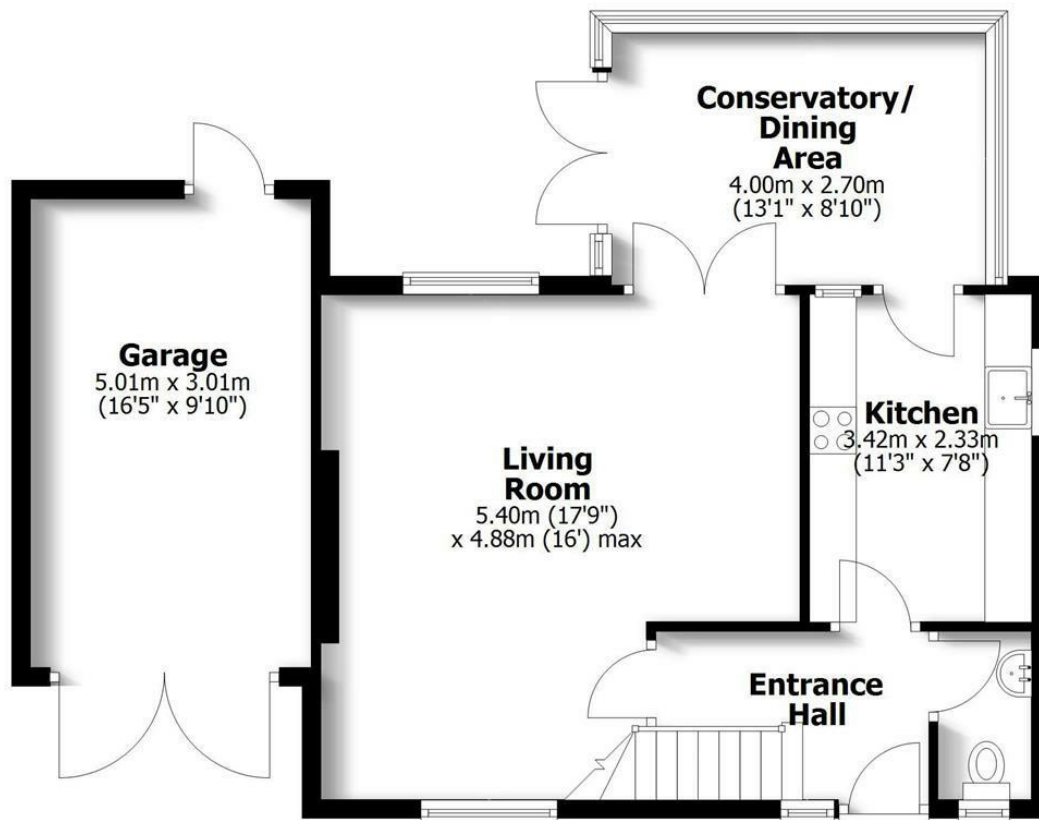 Conservatory/
Dining
Area
4.00m x 2.70m
(13'1" x 8'10")
Garage
5.01m x 3.01m
(16'5" x 9'10")
Kitchen
3.42m x 2.33m
(11'3" x 7'8")
Living
Room
5.40m (17'9")
x 4.88m (16') max
Entrance
Hall